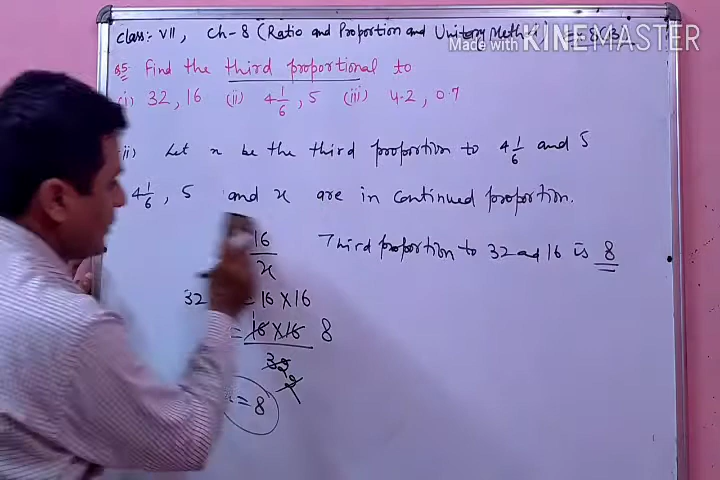 Class:- VII, Ch-8 (Ratio and Proportion and Unitary Method)
Made with KINEMASTER
Q5 Find the third proportional to
(i) 32, 16 (ii) 4 1/6, 5 (iii) 4.2, 0.7
ii) Let x be the third proportion to 4 1/6 and 5
4 1/6, 5 and x are in continued proportion.
16/x Third proportion to 32 and 16 is 8
32 = 16 × 16
= 16 × 16 / 32 8
2
= 8